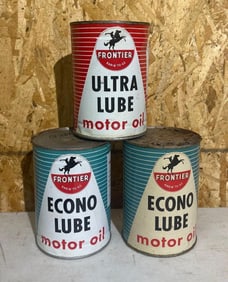 FRONTIER
ULTRA
LUBE
motor oil
FRONTIER
ECONO
LUBE
motor oil
FRONTIER
ECONO
LUBE
motor oil